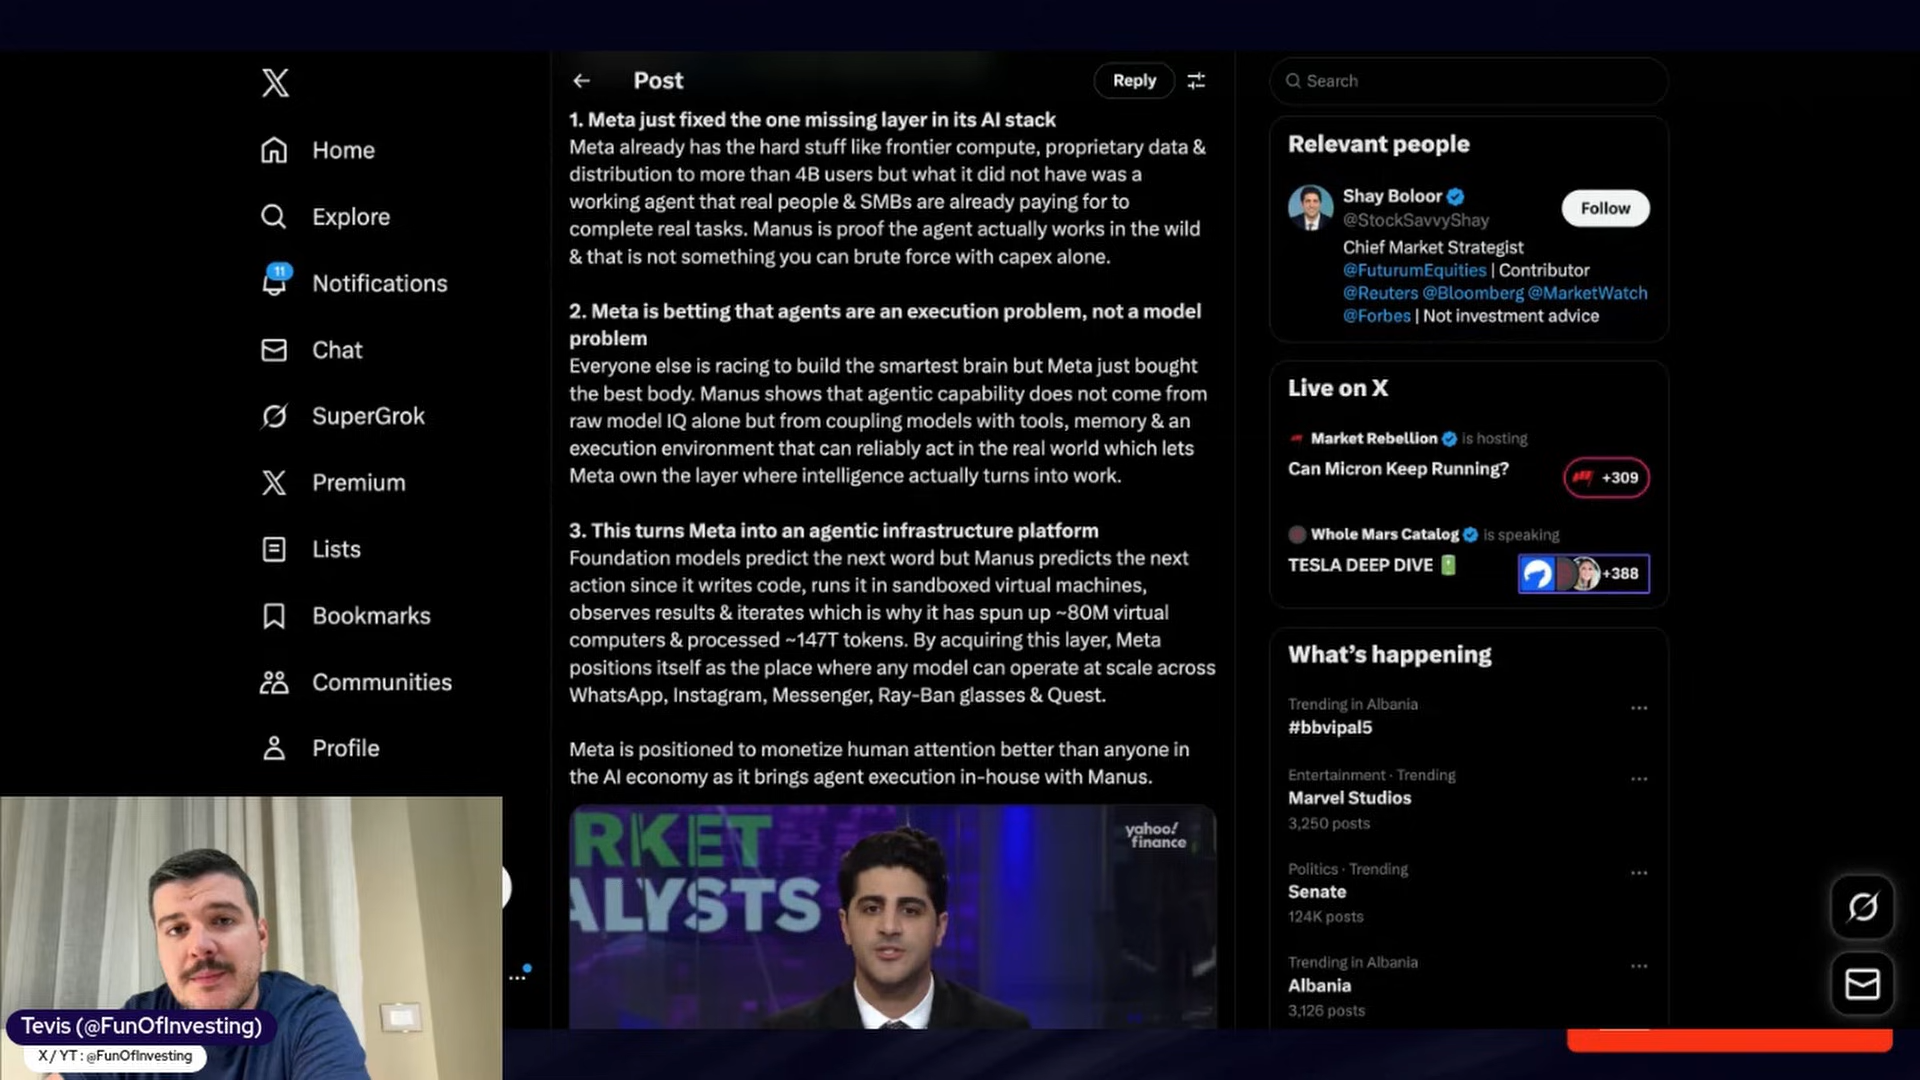 Home
Explore
11
Notifications
Chat
SuperGrok
Premium
Lists
Bookmarks
Communities
Profile
Post
Reply
1. Meta just fixed the one missing layer in its AI stack
Meta already has the hard stuff like frontier compute, proprietary data &
distribution to more than 4B users but what it did not have was a
working agent that real people & SMBs are already paying for to
complete real tasks. Manus is proof the agent actually works in the wild
& that is not something you can brute force with capex alone.
2. Meta is betting that agents are an execution problem, not a model
problem
Everyone else is racing to build the smartest brain but Meta just bought
the best body. Manus shows that agentic capability does not come from
raw model IQ alone but from coupling models with tools, memory & an
execution environment that can reliably act in the real world which lets
Meta own the layer where intelligence actually turns into work.
3. This turns Meta into an agentic infrastructure platform
Foundation models predict the next word but Manus predicts the next
action since it writes code, runs it in sandboxed virtual machines,
observes results & iterates which is why it has spun up ~80M virtual
computers & processed ~147T tokens. By acquiring this layer, Meta
positions itself as the place where any model can operate at scale across
WhatsApp, Instagram, Messenger, Ray-Ban glasses & Quest.
Meta is positioned to monetize human attention better than anyone in
the AI economy as it brings agent execution in-house with Manus.
RKET
ALYSTS
yahoo!
finance
Search
Relevant people
Shay Boloor
@StockSavvyShay
Follow
Chief Market Strategist
@FuturumEquities | Contributor
@Reuters @Bloomberg @MarketWatch
@Forbes | Not investment advice
Live on X
Market Rebellion is hosting
Can Micron Keep Running?
+309
Whole Mars Catalog is speaking
TESLA DEEP DIVE
+388
What's happening
Trending in Albania
#bbvipal5
Entertainment · Trending
Marvel Studios
3,250 posts
Politics · Trending
Senate
124K posts
Trending in Albania
Albania
3,126 posts
Tevis (@FunOfInvesting)
X / YT : @FunOfInvesting